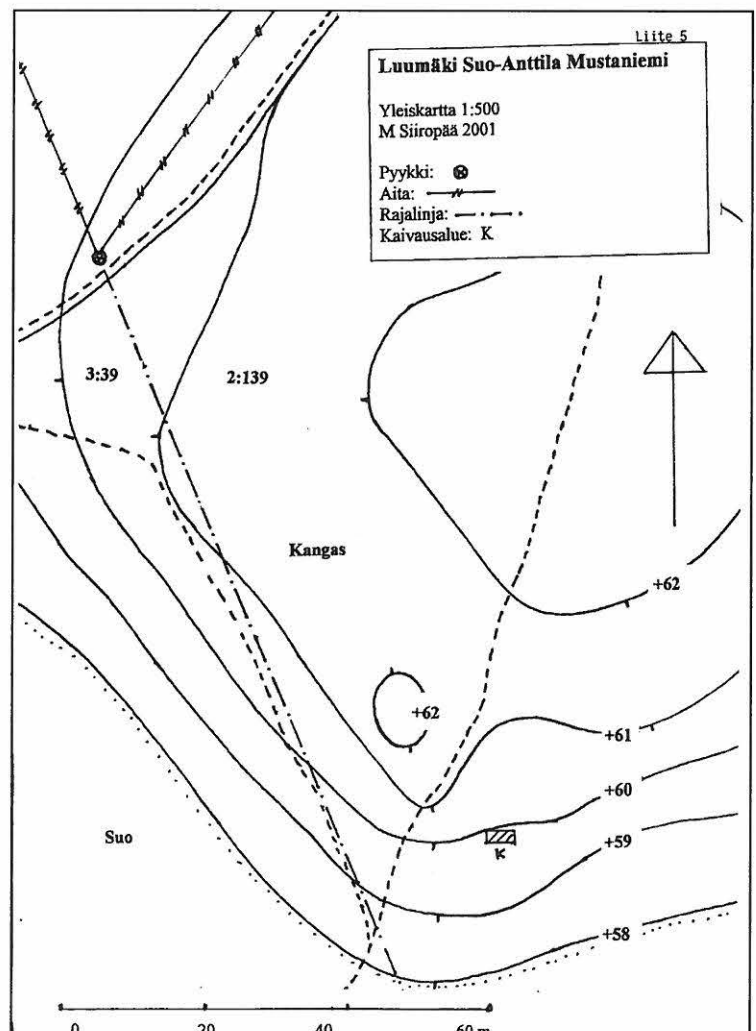 Liite 5
Luumäki Suo-Anttila Mustaniemi
Yleiskartta 1:500
M Siiropää 2001
Pyykki:
Aita:
Rajalinja:
Kaivausalue: K
3:39
2:139
Kangas
+62
+62
+61
+60
+59
K
Suo
+58
0 20 40 60 m